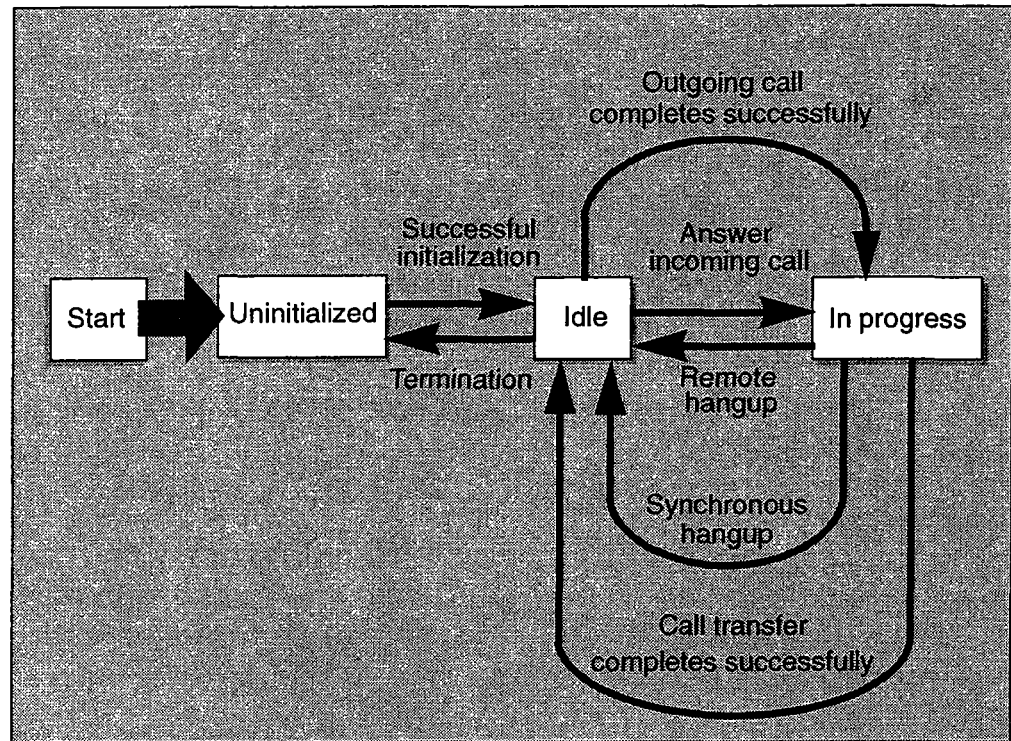 Outgoing call
completes successfully
Successful
initialization
Answer
incoming call
Start
Uninitialized
Idle
In progress
Termination
Remote
hangup
Synchronous
hangup
Call transfer
completes successfully